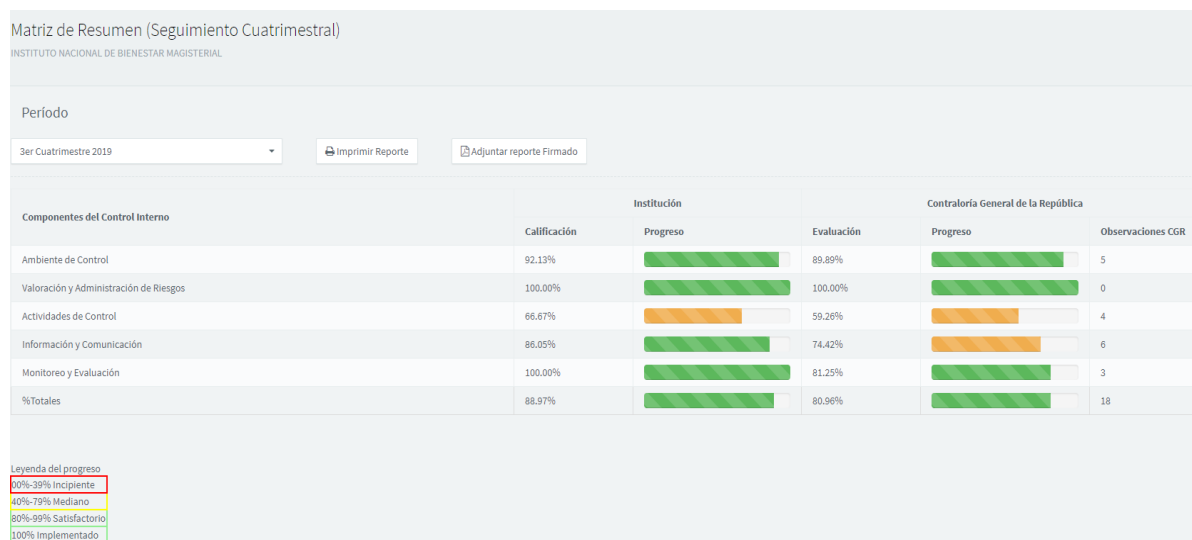 Matriz de Resumen (Seguimiento Cuatrimestral)
INSTITUTO NACIONAL DE BIENESTAR MAGISTERIAL
Período
3er Cuatrimestre 2019 Imprimir Reporte Adjuntar reporte Firmado
Componentes del Control Interno Institución Contraloría General de la República
Calificación Progreso Evaluación Progreso Observaciones CGR
Ambiente de Control 92.13% 89.89% 5
Valoración y Administración de Riesgos 100.00% 100.00% 0
Actividades de Control 66.67% 59.26% 4
Información y Comunicación 86.05% 74.42% 6
Monitoreo y Evaluación 100.00% 81.25% 3
%Totales 88.97% 80.96% 18
Leyenda del progreso
00%-39% Incipiente
40%-79% Mediano
80%-99% Satisfactorio
100% Implementado